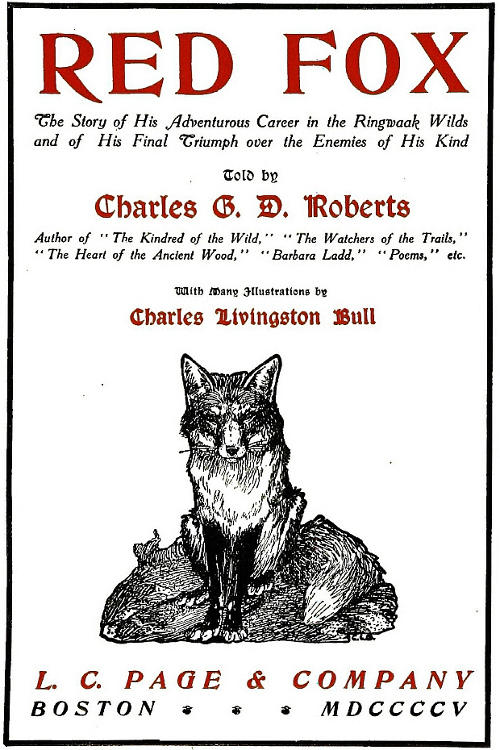 RED FOX
The Story of His Adventurous Career in the Ringwaak Wilds
and of His Final Triumph over the Enemies of His Kind
Told by
Charles G. D. Roberts
Author of "The Kindred of the Wild," "The Watchers of the Trails,"
"The Heart of the Ancient Wood," "Barbara Ladd," "Poems," etc.
With Many Illustrations by
Charles Livingston Bull
C.L.B.
L. C. PAGE & COMPANY
BOSTON MDCCCCV